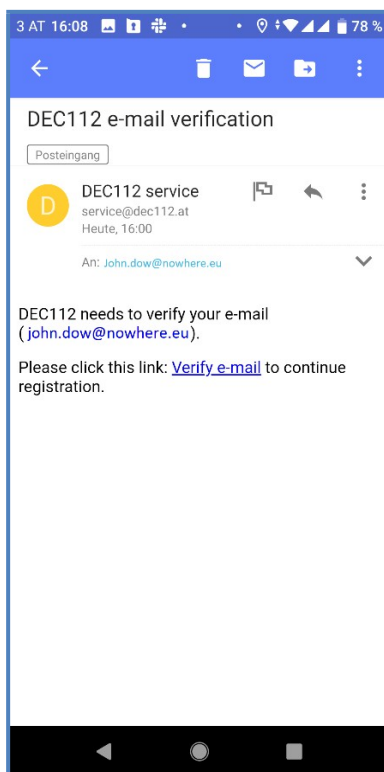 3 AT 16:08 78 %
DEC112 e-mail verification
Posteingang
D
DEC112 service
service@dec112.at
Heute, 16:00
An: John.dow@nowhere.eu
DEC112 needs to verify your e-mail
(john.dow@nowhere.eu).
Please click this link: Verify e-mail to continue
registration.